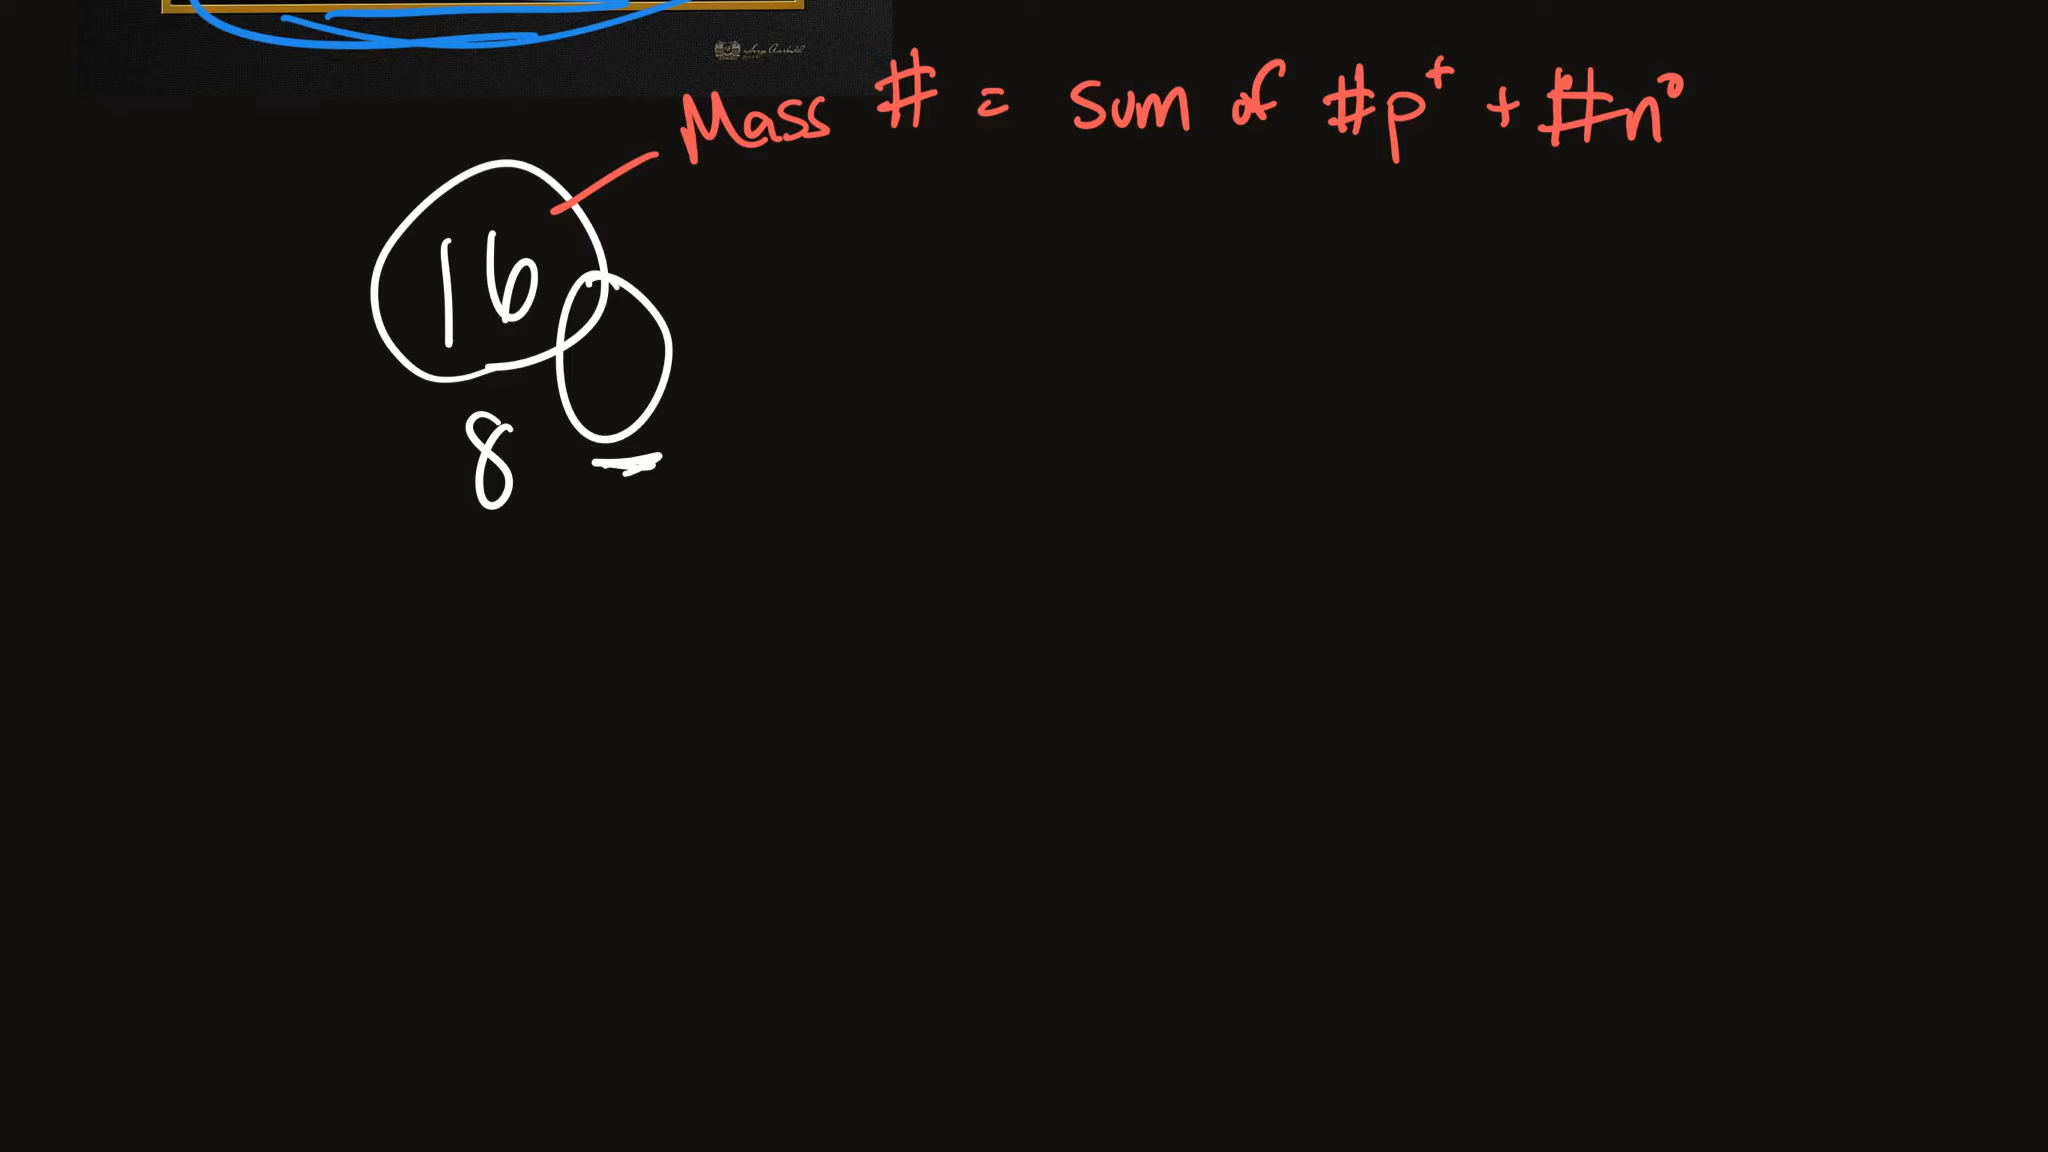 Mass # = sum of #p⁺ + #n⁰
16
O
8